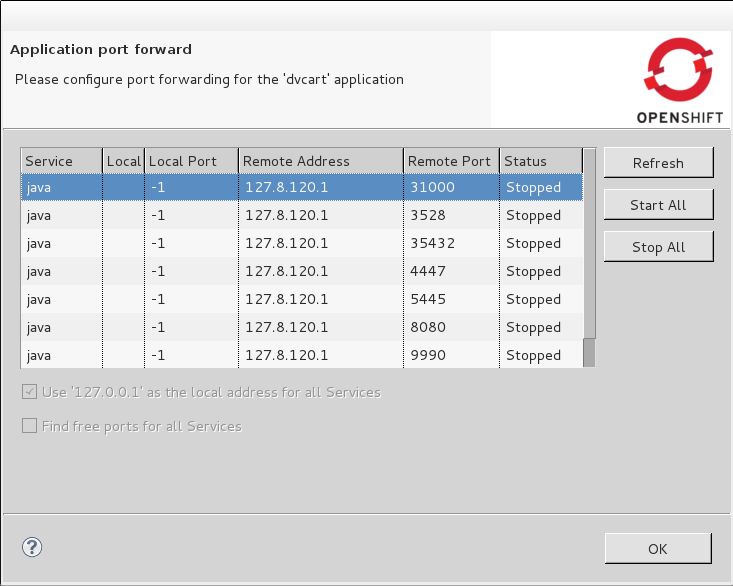 Application port forward
Please configure port forwarding for the 'dvcart' application
OPENSHIFT
Service Local Local Port Remote Address Remote Port Status
java -1 127.8.120.1 31000 Stopped
java -1 127.8.120.1 3528 Stopped
java -1 127.8.120.1 35432 Stopped
java -1 127.8.120.1 4447 Stopped
java -1 127.8.120.1 5445 Stopped
java -1 127.8.120.1 8080 Stopped
java -1 127.8.120.1 9990 Stopped
Refresh
Start All
Stop All
Use '127.0.0.1' as the local address for all Services
Find free ports for all Services
?
OK